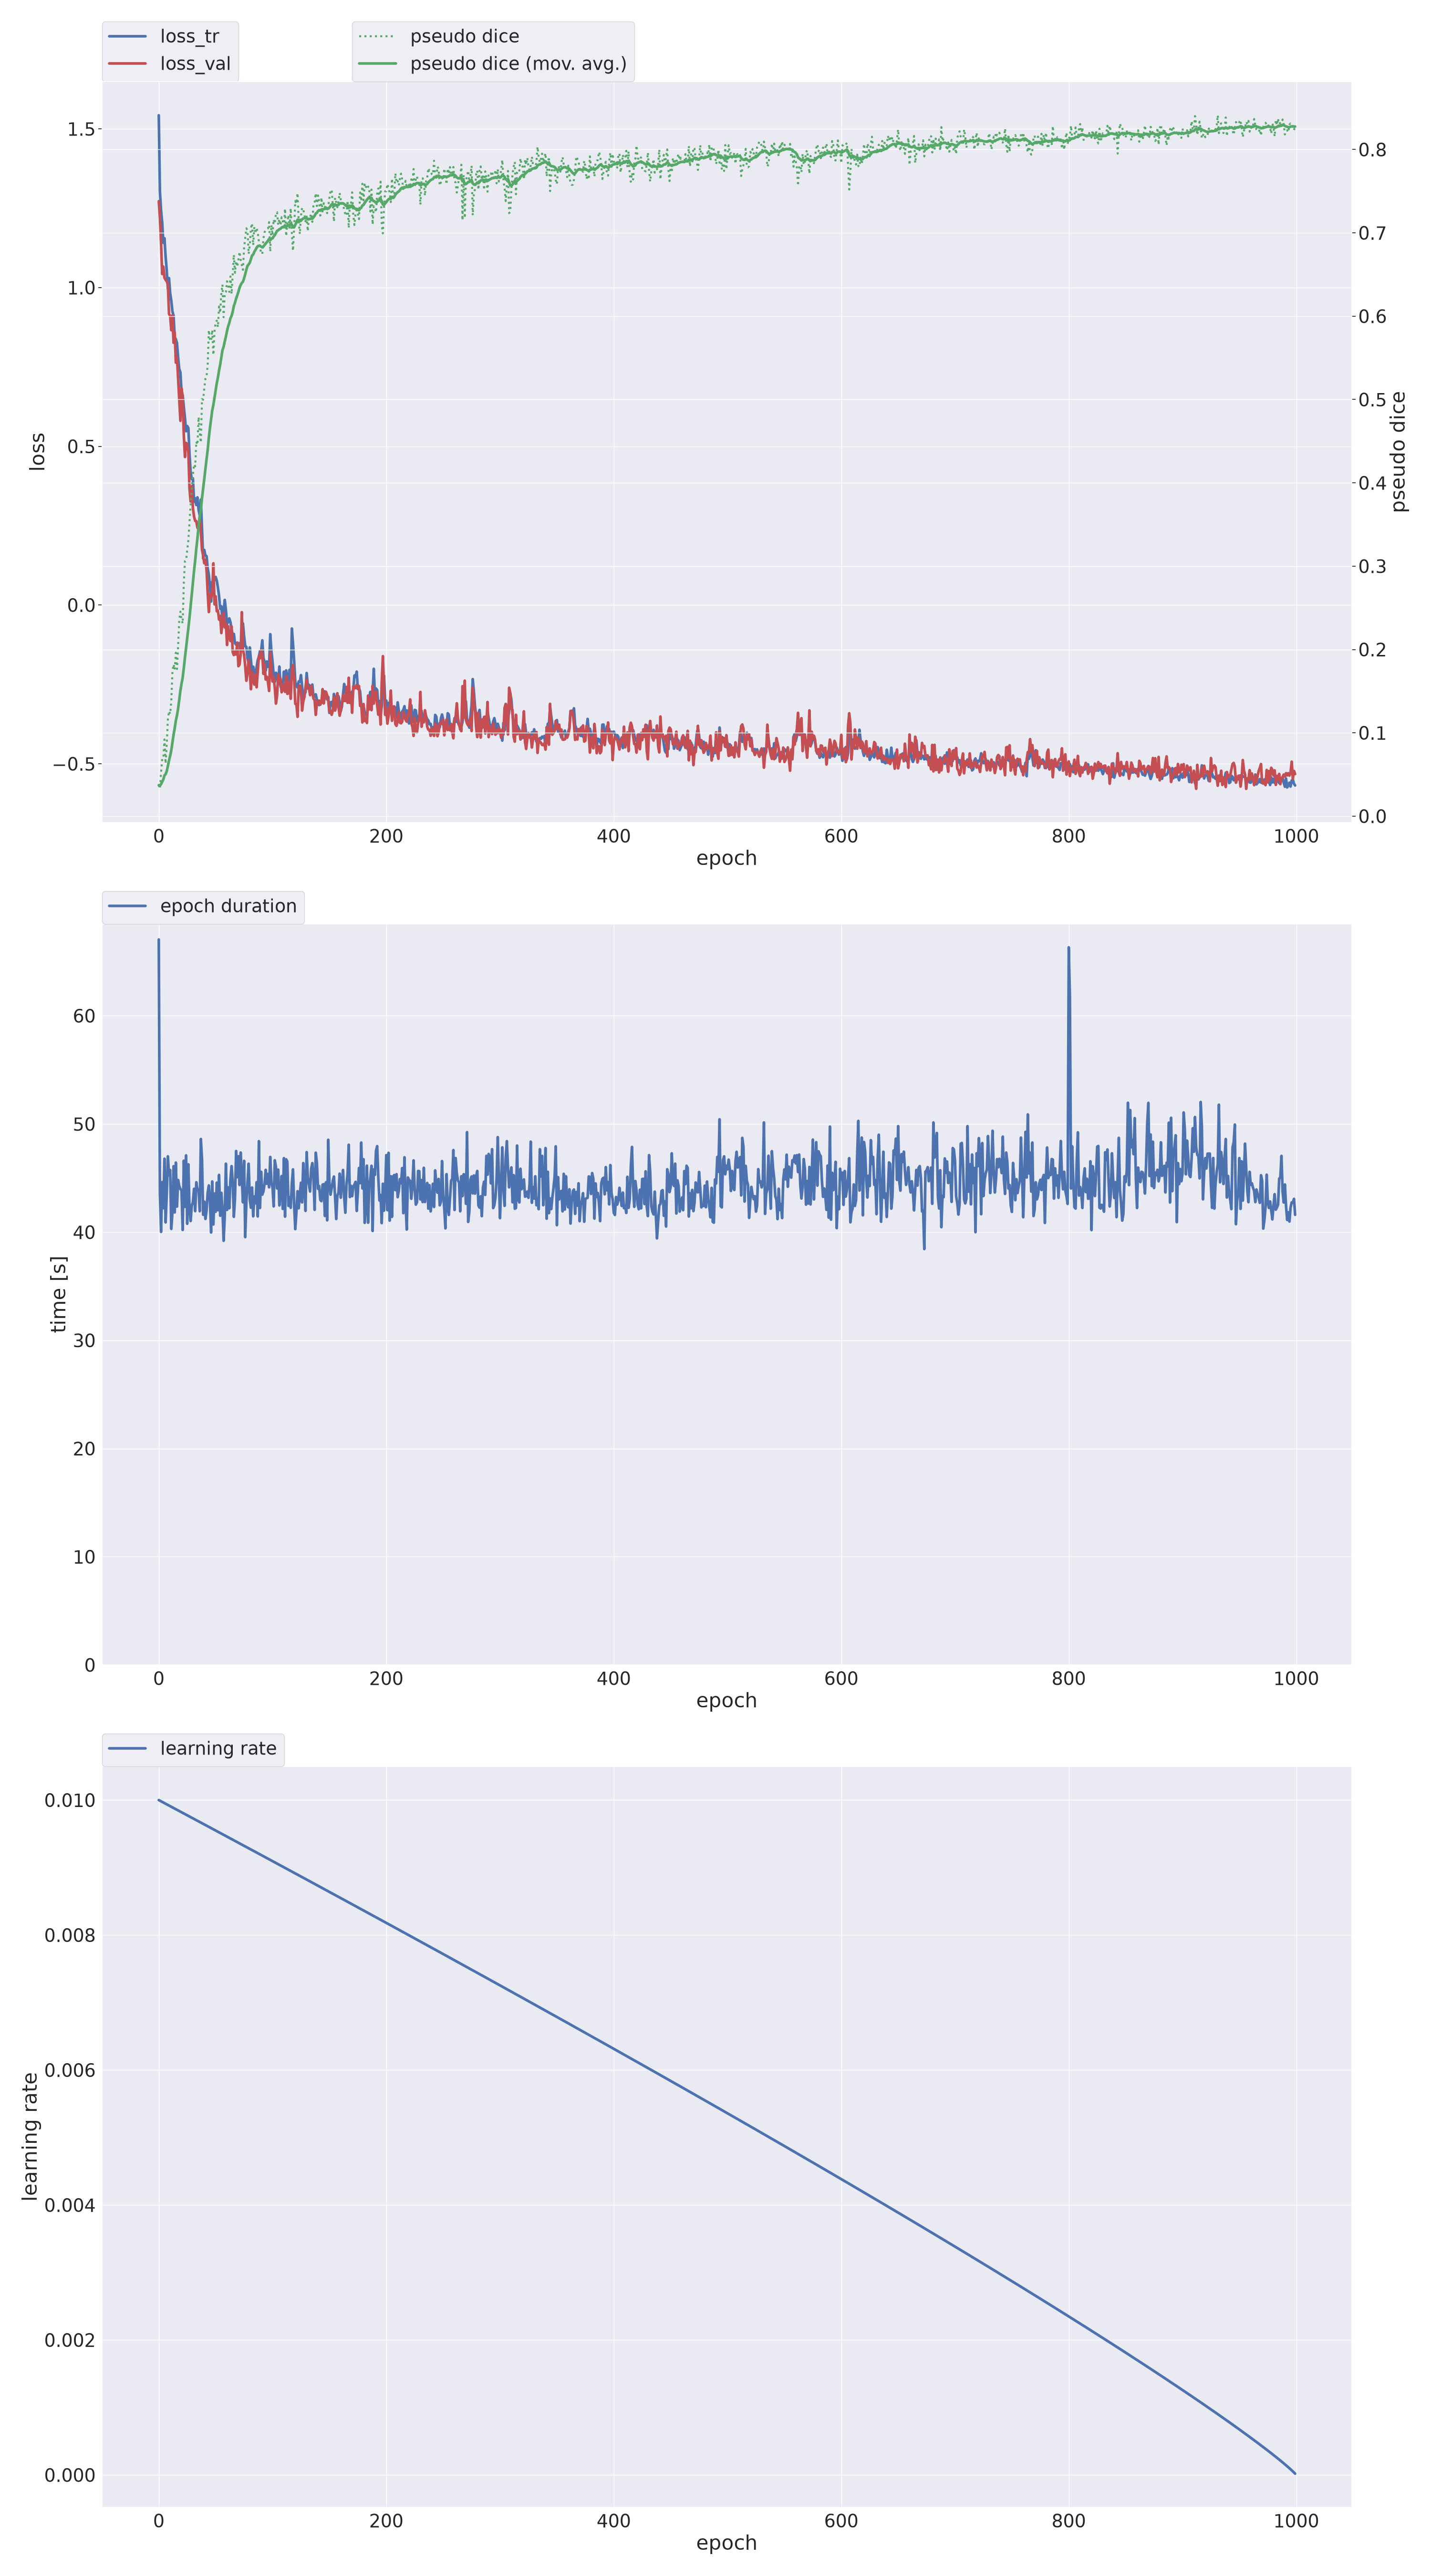 loss_tr
loss_val
pseudo dice
pseudo dice (mov. avg.)
1.5
1.0
0.5
0.0
−0.5
loss
0.8
0.7
0.6
0.5
0.4
0.3
0.2
0.1
0.0
pseudo dice
0 200 400 600 800 1000
epoch
epoch duration
60
50
40
30
20
10
0
time [s]
0 200 400 600 800 1000
epoch
learning rate
0.010
0.008
0.006
0.004
0.002
0.000
learning rate
0 200 400 600 800 1000
epoch